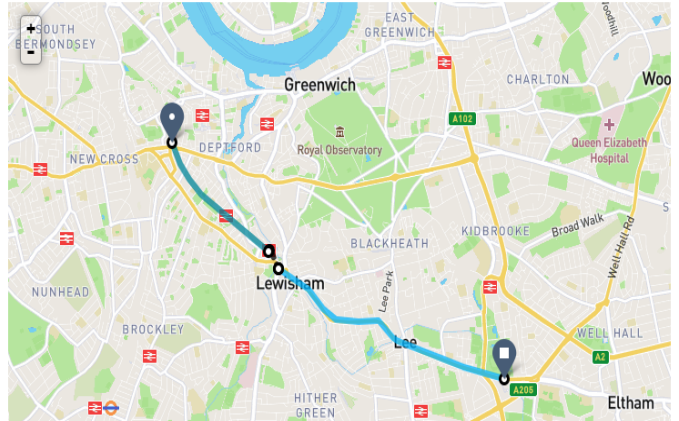 +
-
SOUTH
BERMONDSEY
EAST
GREENWICH
Greenwich
CHARLTON
Woo
A102
NEW CROSS
DEPTFORD
Royal Observatory
Queen Elizabeth
Hospital
BLACKHEATH
KIDBROOKE
Broad Walk
Well Hall Rd
S
Lewisham
Lee Park
NUNHEAD
BROCKLEY
Lee
WELL HALL
A2
A205
HITHER
GREEN
Eltham